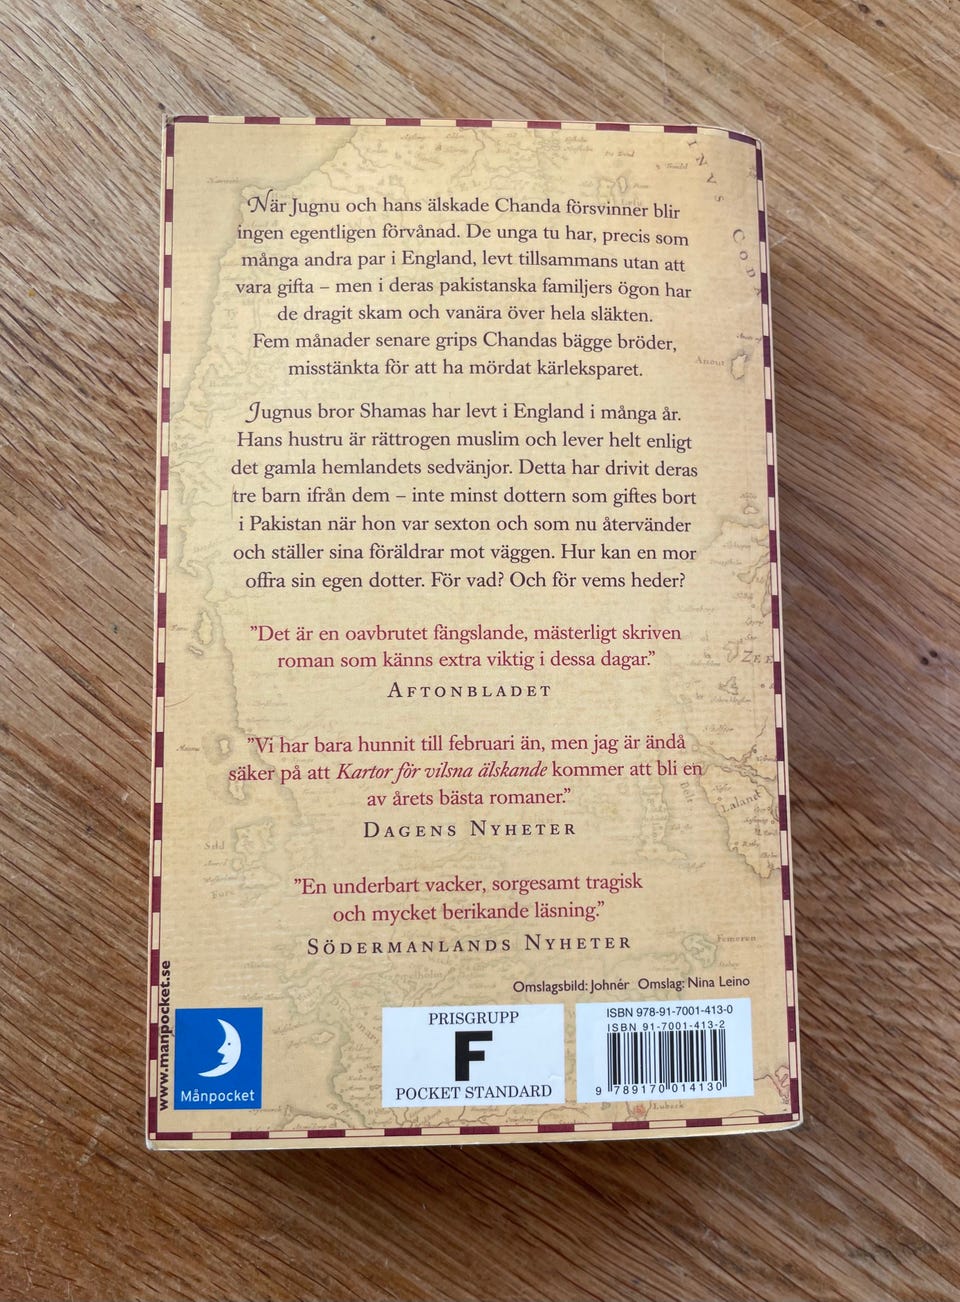 När Jugnu och hans älskade Chanda försvinner blir
ingen egentligen förvånad. De unga tu har, precis som
många andra par i England, levt tillsammans utan att
vara gifta – men i deras pakistanska familjers ögon har
de dragit skam och vanära över hela släkten.
Fem månader senare grips Chandas bägge bröder,
misstänkta för att ha mördat kärleksparet.
Jugnus bror Shamas har levt i England i många år.
Hans hustru är rättrogen muslim och lever helt enligt
det gamla hemlandets sedvänjor. Detta har drivit deras
tre barn ifrån dem – inte minst dottern som giftes bort
i Pakistan när hon var sexton och som nu återvänder
och ställer sina föräldrar mot väggen. Hur kan en mor
offra sin egen dotter. För vad? Och för vems heder?
”Det är en oavbrutet fängslande, mästerligt skriven
roman som känns extra viktig i dessa dagar.”
AFTONBLADET
”Vi har bara hunnit till februari än, men jag är ändå
säker på att Kartor för vilsna älskande kommer att bli en
av årets bästa romaner.”
DAGENS NYHETER
”En underbart vacker, sorgesamt tragisk
och mycket berikande läsning.”
SÖDERMANLANDS NYHETER
Omslagsbild: Johnér Omslag: Nina Leino
www.manpocket.se
Månpocket
PRISGRUPP
F
POCKET STANDARD
ISBN 978-91-7001-413-0
ISBN 91-7001-413-2
9 789170 014130
Anout
Laland
Femeren
Lubeck